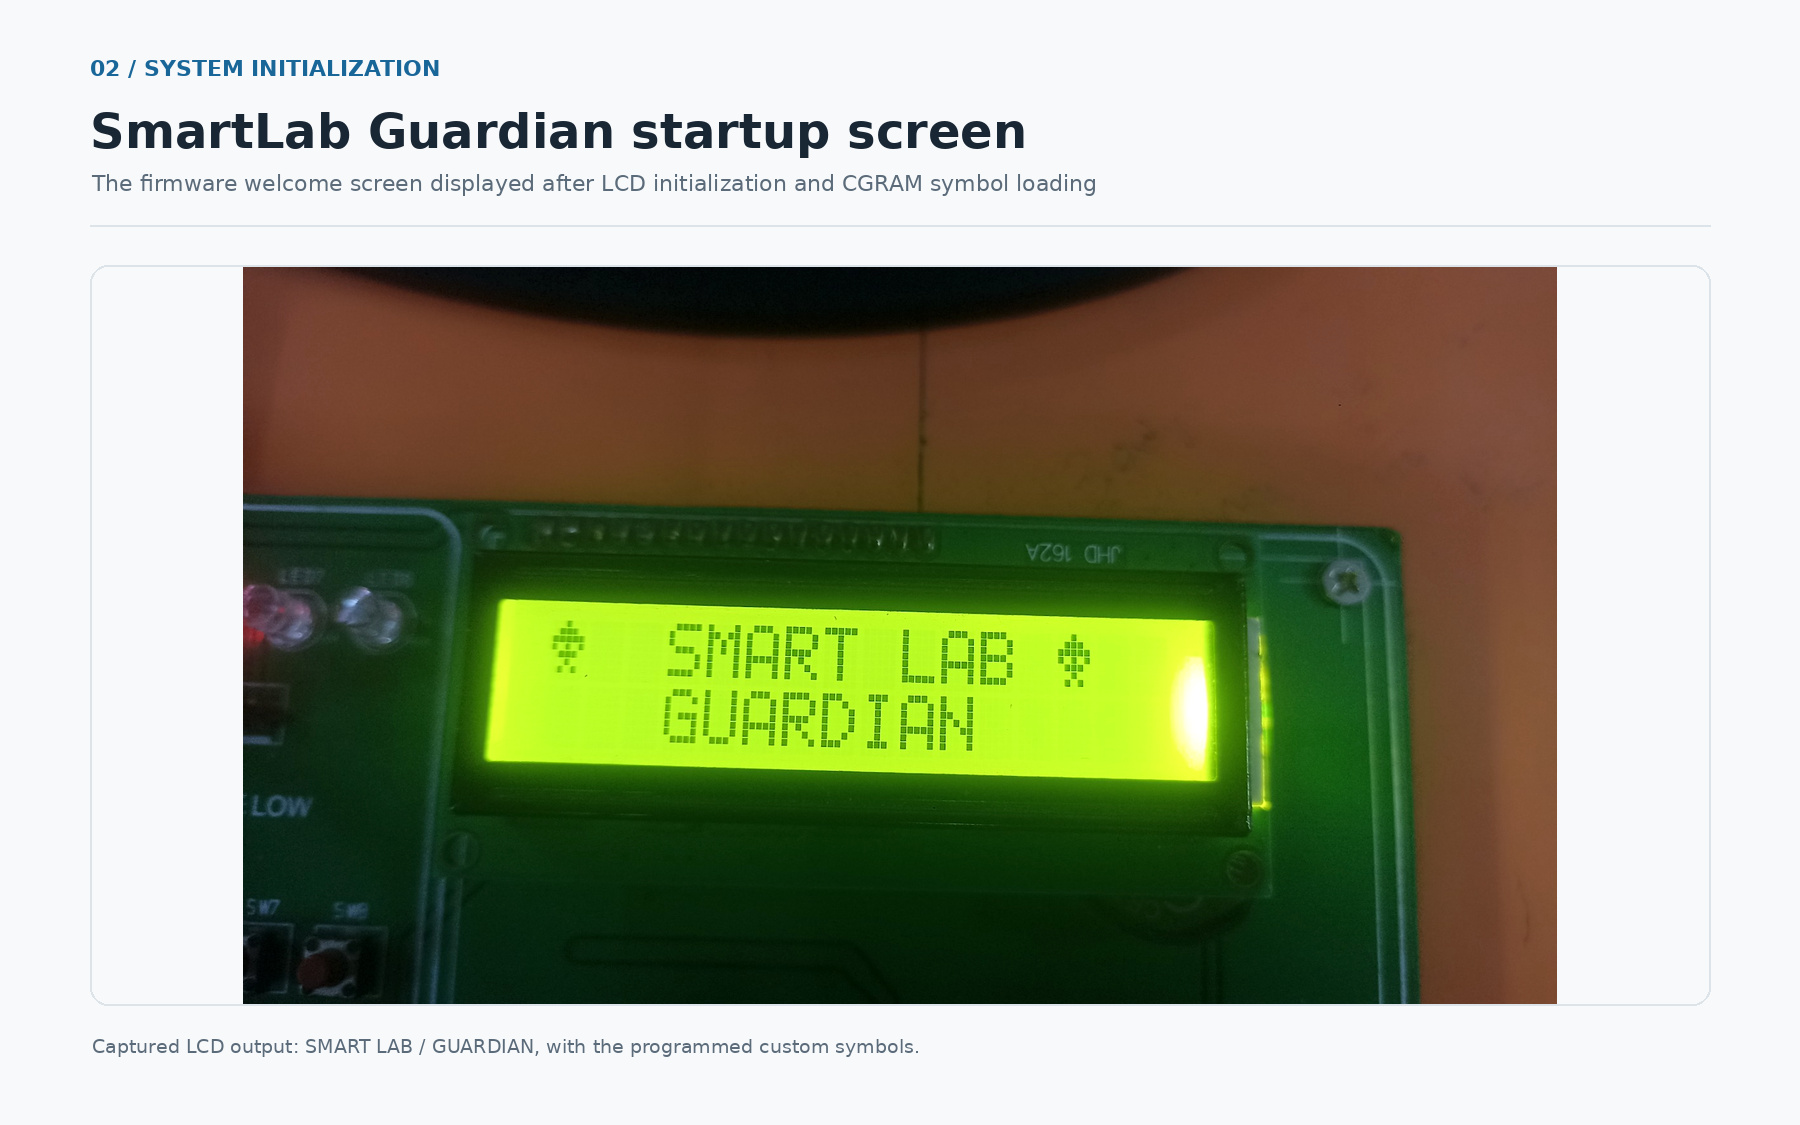 02 / SYSTEM INITIALIZATION
SmartLab Guardian startup screen
The firmware welcome screen displayed after LCD initialization and CGRAM symbol loading
JHD 162A
SMART LAB
GUARDIAN
LOW
SW7 SW8
Captured LCD output: SMART LAB / GUARDIAN, with the programmed custom symbols.